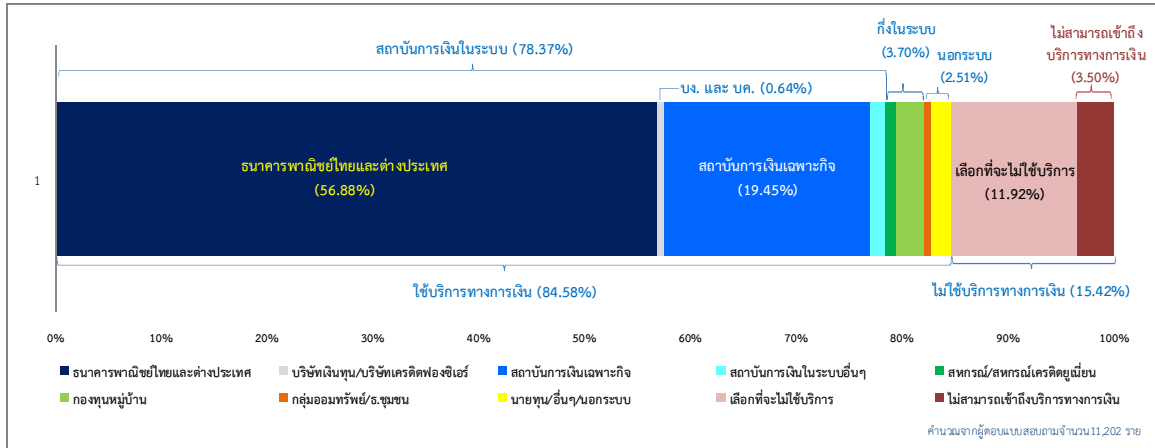 สถาบันการเงินในระบบ (78.37%)
กึ่งในระบบ
(3.70%)
นอกระบบ
(2.51%)
ไม่สามารถเข้าถึง
บริการทางการเงิน
(3.50%)
บง. และ บค. (0.64%)
1
ธนาคารพาณิชย์ไทยและต่างประเทศ
(56.88%)
สถาบันการเงินเฉพาะกิจ
(19.45%)
เลือกที่จะไม่ใช้บริการ
(11.92%)
ใช้บริการทางการเงิน (84.58%)
ไม่ใช้บริการทางการเงิน (15.42%)
0% 10% 20% 30% 40% 50% 60% 70% 80% 90% 100%
ธนาคารพาณิชย์ไทยและต่างประเทศ บริษัทเงินทุน/บริษัทเครดิตฟองซิเอร์ สถาบันการเงินเฉพาะกิจ สถาบันการเงินในระบบอื่นๆ สหกรณ์/สหกรณ์เครดิตยูเนี่ยน
กองทุนหมู่บ้าน กลุ่มออมทรัพย์/ธ.ชุมชน นายทุน/อื่นๆ/นอกระบบ เลือกที่จะไม่ใช้บริการ ไม่สามารถเข้าถึงบริการทางการเงิน
คำนวณจากผู้ตอบแบบสอบถามจำนวน11,202 ราย